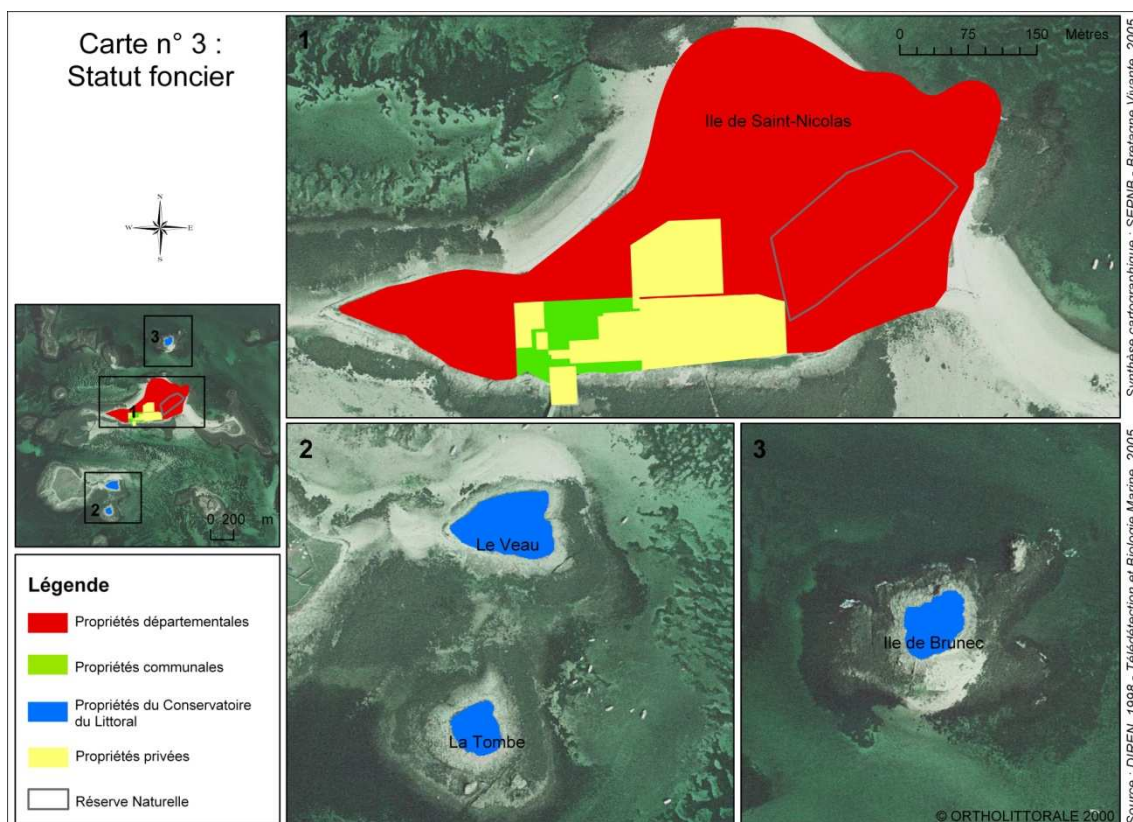 Carte n° 3 :
Statut foncier
N
W E
S
3
1
2
0 200 m
Légende
Propriétés départementales
Propriétés communales
Propriétés du Conservatoire
du Littoral
Propriétés privées
Réserve Naturelle
1
0 75 150 Mètres
Ile de Saint-Nicolas
2
Le Veau
La Tombe
3
Ile de Brunec
© ORTHOLITTORALE 2000
Synthèse cartographique : SEPNB - Bretagne Vivante, 2005
Source : DIREN, 1998 - Télédétection et Biologie Marine, 2005